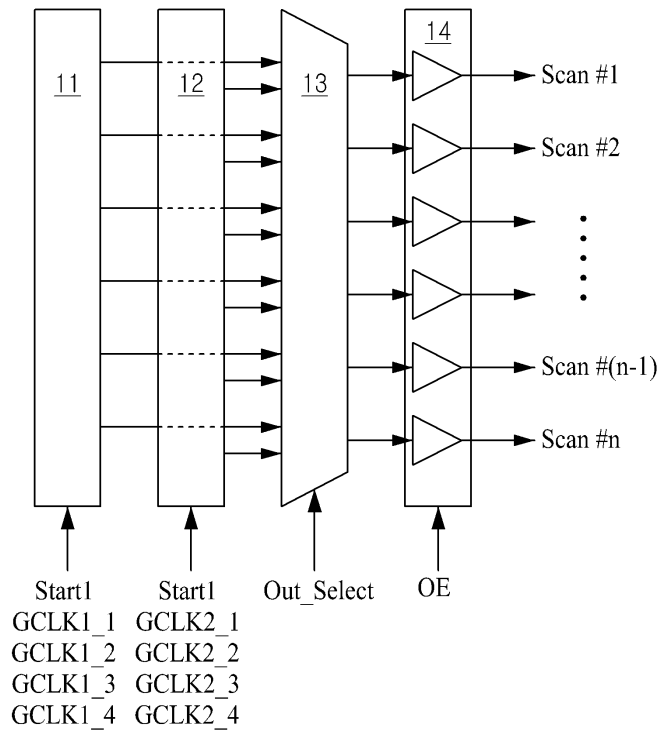 14
11
12
13
Scan #1
Scan #2
Scan #(n-1)
Scan #n
Start1
Start1
Out_Select
OE
GCLK1_1
GCLK2_1
GCLK1_2
GCLK2_2
GCLK1_3
GCLK2_3
GCLK1_4
GCLK2_4